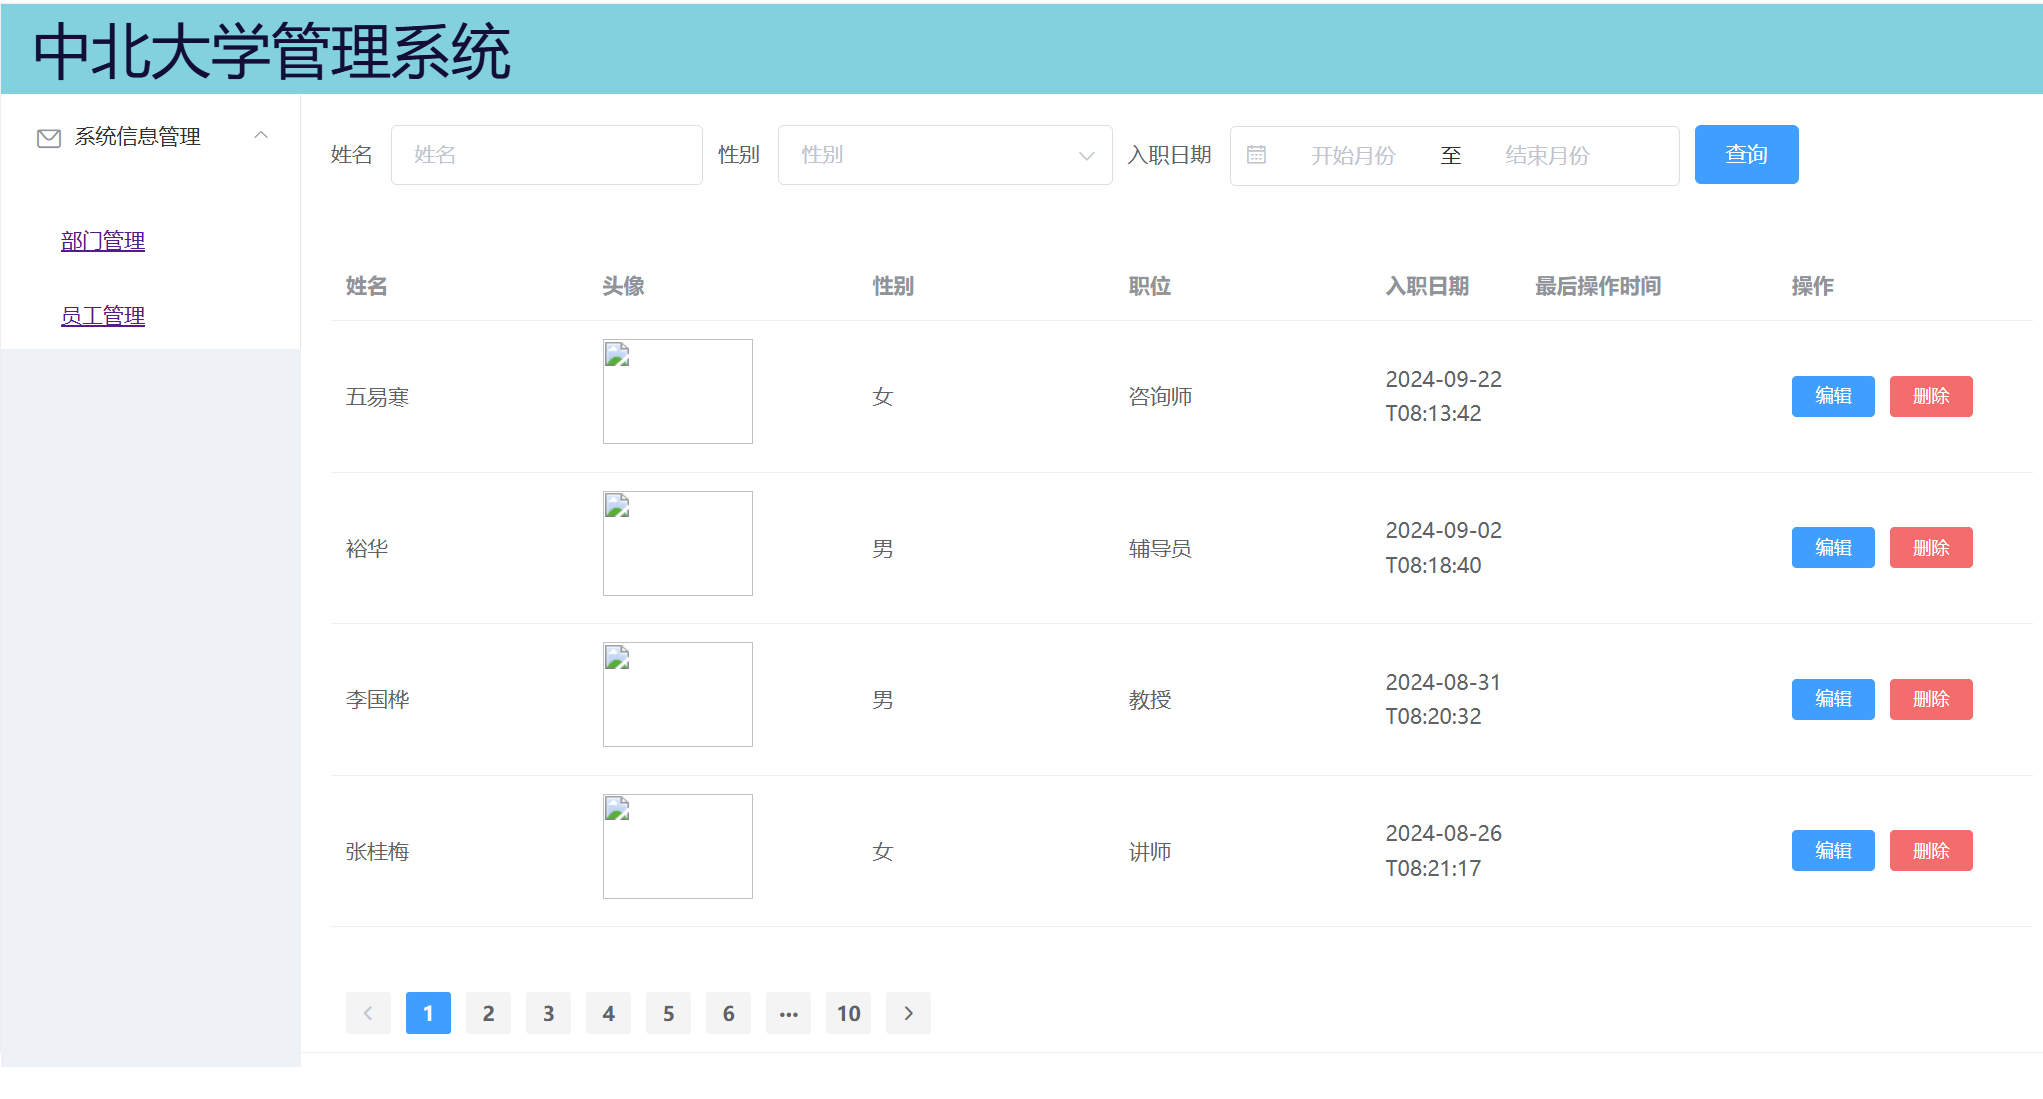 中北大学管理系统
系统信息管理
部门管理
员工管理
姓名 姓名 性别 性别 入职日期 开始月份 至 结束月份 查询
姓名 头像 性别 职位 入职日期 最后操作时间 操作
五易寒 女 咨询师 2024-09-22 编辑 删除
T08:13:42
裕华 男 辅导员 2024-09-02 编辑 删除
T08:18:40
李国桦 男 教授 2024-08-31 编辑 删除
T08:20:32
张桂梅 女 讲师 2024-08-26 编辑 删除
T08:21:17
1 2 3 4 5 6 ··· 10